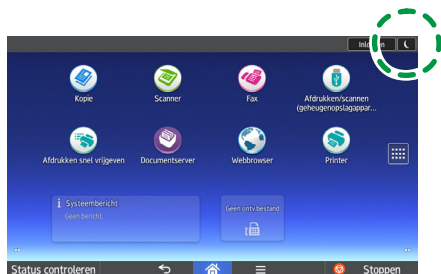 Inloggen
Kopie
Scanner
Fax
Afdrukken/scannen
(geheugenopslagappar...
Afdrukken snel vrijgeven
Documentserver
Webbrowser
Printer
Systeembericht
Geen bericht.
Geen ontv.bestand
Status controleren
Stoppen